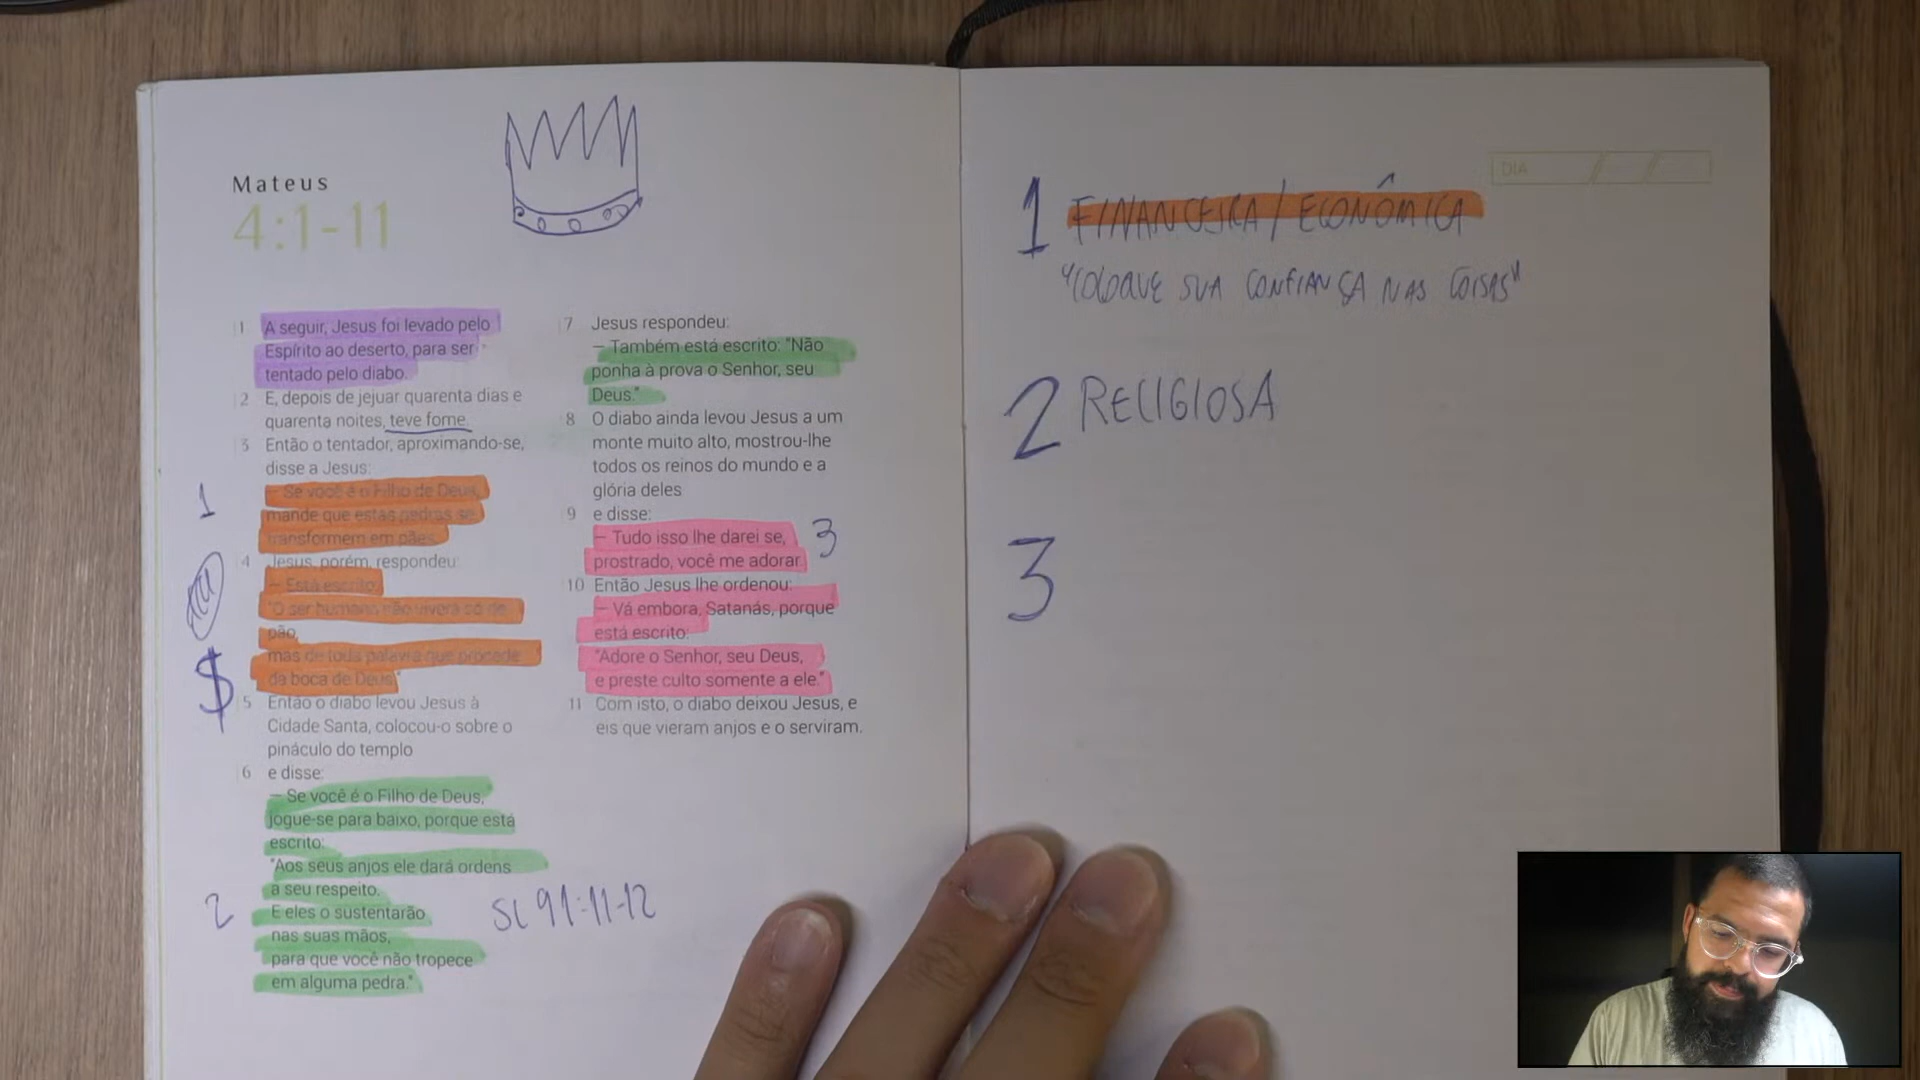 Mateus
4:1-11
1 A seguir, Jesus foi levado pelo
Espírito ao deserto, para ser
tentado pelo diabo.
2 E, depois de jejuar quarenta dias e
quarenta noites, teve fome.
3 Então o tentador, aproximando-se,
disse a Jesus:
1
— Se você é o Filho de Deus,
mande que estas pedras se
transformem em pães.
4 Jesus, porém, respondeu:
— Está escrito:
"O ser humano não viverá só de
pão,
mas de toda palavra que procede
da boca de Deus."
$
5 Então o diabo levou Jesus à
Cidade Santa, colocou-o sobre o
pináculo do templo
6 e disse:
— Se você é o Filho de Deus,
jogue-se para baixo, porque está
escrito:
"Aos seus anjos ele dará ordens
a seu respeito.
2
E eles o sustentarão
nas suas mãos,
para que você não tropece
em alguma pedra."
SL 91:11-12
7 Jesus respondeu:
— Também está escrito: "Não
ponha à prova o Senhor, seu
Deus."
8 O diabo ainda levou Jesus a um
monte muito alto, mostrou-lhe
todos os reinos do mundo e a
glória deles
9 e disse:
— Tudo isso lhe darei se,
prostrado, você me adorar.
3
10 Então Jesus lhe ordenou:
— Vá embora, Satanás, porque
está escrito:
"Adore o Senhor, seu Deus,
e preste culto somente a ele."
11 Com isto, o diabo deixou Jesus, e
eis que vieram anjos e o serviram.
DIA / /
1 FINANCEIRA / ECONÔMICA
"COLOQUE SUA CONFIANÇA NAS COISAS"
2 RELIGIOSA
3